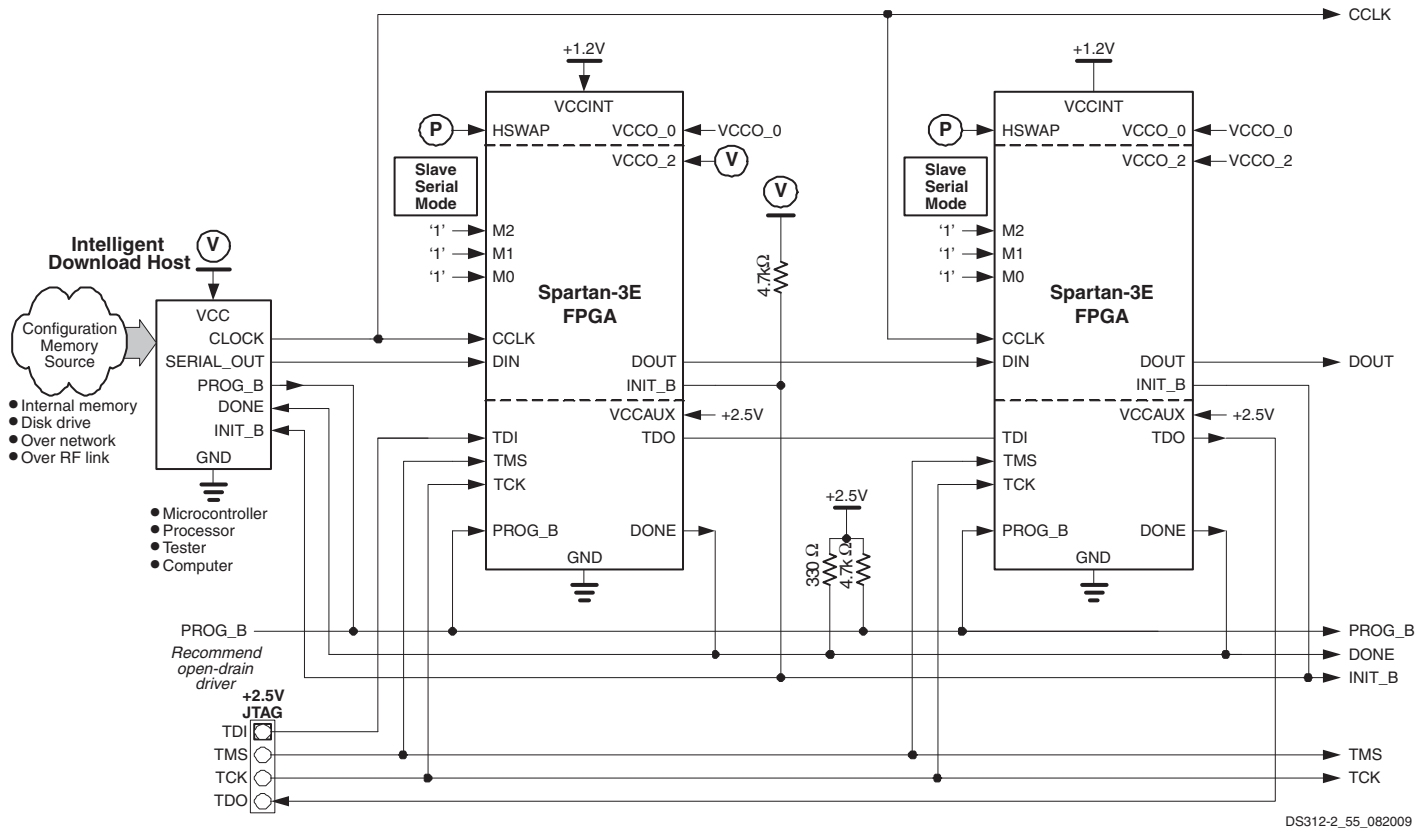 CCLK
+1.2V
+1.2V
VCCINT
VCCINT
P
HSWAP
VCCO_0
VCCO_0
P
HSWAP
VCCO_0
VCCO_0
VCCO_2
V
VCCO_2
VCCO_2
Slave
Serial
Mode
Slave
Serial
Mode
V
‘1’
M2
‘1’
M1
‘1’
M0
‘1’
M2
‘1’
M1
‘1’
M0
4.7kΩ
Intelligent
Download Host
V
Spartan-3E
FPGA
Spartan-3E
FPGA
Configuration
Memory
Source
VCC
CLOCK
SERIAL_OUT
PROG_B
DONE
INIT_B
GND
CCLK
DIN
DOUT
INIT_B
CCLK
DIN
DOUT
INIT_B
DOUT
● Internal memory
● Disk drive
● Over network
● Over RF link
VCCAUX
+2.5V
VCCAUX
+2.5V
TDI
TDO
TDI
TDO
TMS
TMS
TCK
TCK
● Microcontroller
● Processor
● Tester
● Computer
+2.5V
PROG_B
DONE
PROG_B
DONE
330 Ω
4.7k Ω
GND
GND
PROG_B
PROG_B
Recommend
open-drain
driver
DONE
INIT_B
+2.5V
JTAG
TDI
TMS
TMS
TCK
TCK
TDO
DS312-2_55_082009